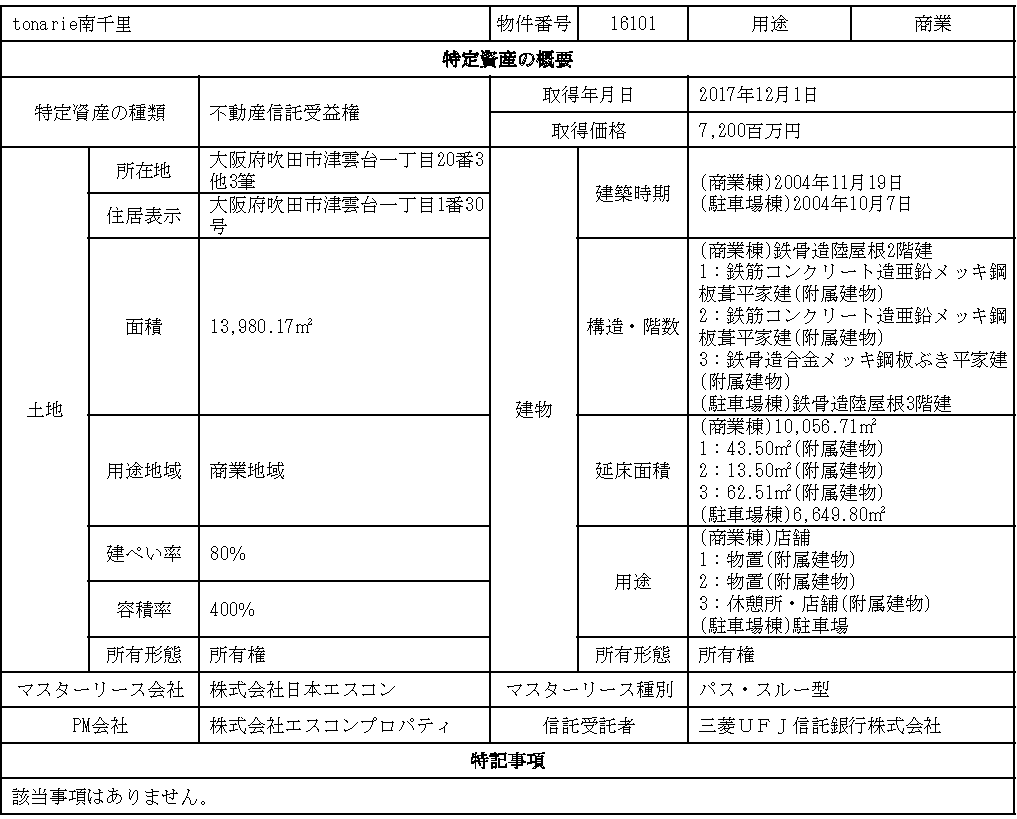 tonarie南千里
物件番号
16101
用途
商業
特定資産の概要
特定資産の種類
不動産信託受益権
取得年月日
2017年12月1日
取得価格
7,200百万円
土地
所在地
大阪府吹田市津雲台一丁目20番3
他3筆
住居表示
大阪府吹田市津雲台一丁目1番30
号
面積
13,980.17㎡
用途地域
商業地域
建ぺい率
80%
容積率
400%
所有形態
所有権
建物
建築時期
(商業棟)2004年11月19日
(駐車場棟)2004年10月7日
構造・階数
(商業棟)鉄骨造陸屋根2階建
1：鉄筋コンクリート造亜鉛メッキ鋼
板葺平家建(附属建物)
2：鉄筋コンクリート造亜鉛メッキ鋼
板葺平家建(附属建物)
3：鉄骨造合金メッキ鋼板ぶき平家建
(附属建物)
(駐車場棟)鉄骨造陸屋根3階建
延床面積
(商業棟)10,056.71㎡
1：43.50㎡(附属建物)
2：13.50㎡(附属建物)
3：62.51㎡(附属建物)
(駐車場棟)6,649.80㎡
用途
(商業棟)店舗
1：物置(附属建物)
2：物置(附属建物)
3：休憩所・店舗(附属建物)
(駐車場棟)駐車場
所有形態
所有権
マスターリース会社
株式会社日本エスコン
マスターリース種別
パス・スルー型
PM会社
株式会社エスコンプロパティ
信託受託者
三菱ＵＦＪ信託銀行株式会社
特記事項
該当事項はありません。